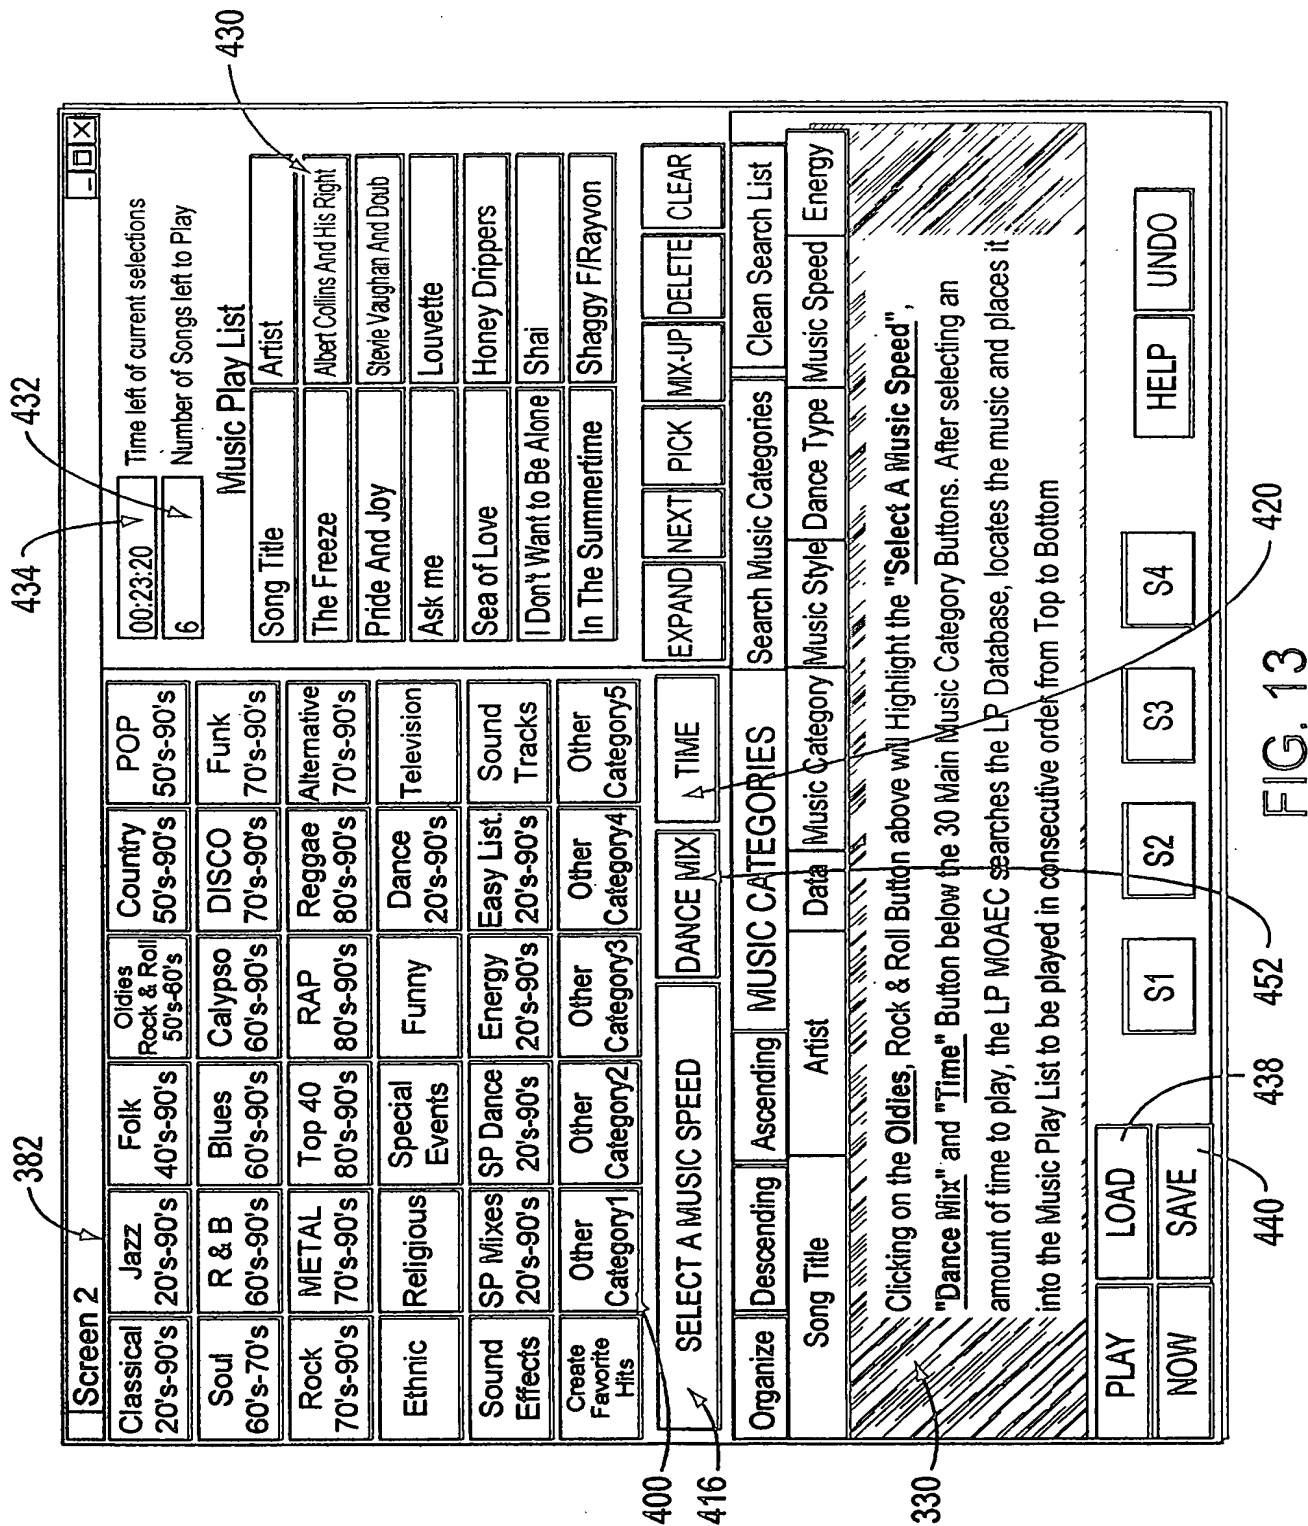 382
434
432
430
Screen 2
Classical 20's-90's
Jazz 20's-90's
Folk 40's-90's
Oldies Rock & Roll 50's-60's
Country 50's-90's
POP 50's-90's
Soul 60's-70's
R & B 60's-90's
Blues 60's-90's
Calypso 60's-90's
DISCO 70's-90's
Funk 70's-90's
Rock 70's-90's
METAL 70's-90's
Top 40 80's-90's
RAP 80's-90's
Reggae 80's-90's
Alternative 70's-90's
Ethnic
Religious
Special Events
Funny
Dance 20's-90's
Television
Sound Effects
SP Mixes 20's-90's
SP Dance 20's-90's
Energy 20's-90's
Easy List. 20's-90's
Sound Tracks
Create Favorite Hits
Other Category1
Other Category2
Other Category3
Other Category4
Other Category5
SELECT A MUSIC SPEED
DANCE MIX
TIME
00:23:20 Time left of current selections
6 Number of Songs left to Play
Music Play List
Song Title Artist
The Freeze Albert Collins And His Right
Pride And Joy Stevie Vaughan And Doub
Ask me Louvette
Sea of Love Honey Drippers
I Don't Want to Be Alone Shai
In The Summertime Shaggy F/Rayvon
EXPAND NEXT PICK MIX-UP DELETE CLEAR
Organize Descending Ascending MUSIC CATEGORIES Search Music Categories Clean Search List
Song Title Artist Data Music Category Music Style Dance Type Music Speed Energy
Clicking on the Oldies, Rock & Roll Button above will Highlight the "Select A Music Speed",
"Dance Mix" and "Time" Button below the 30 Main Music Category Buttons. After selecting an
amount of time to play, the LP MOAEC searches the LP Database, locates the music and places it
into the Music Play List to be played in consecutive order from Top to Bottom
PLAY NOW
LOAD
SAVE
S1 S2 S3 S4 HELP UNDO
400
416
330
440
438
452
420
FIG. 13